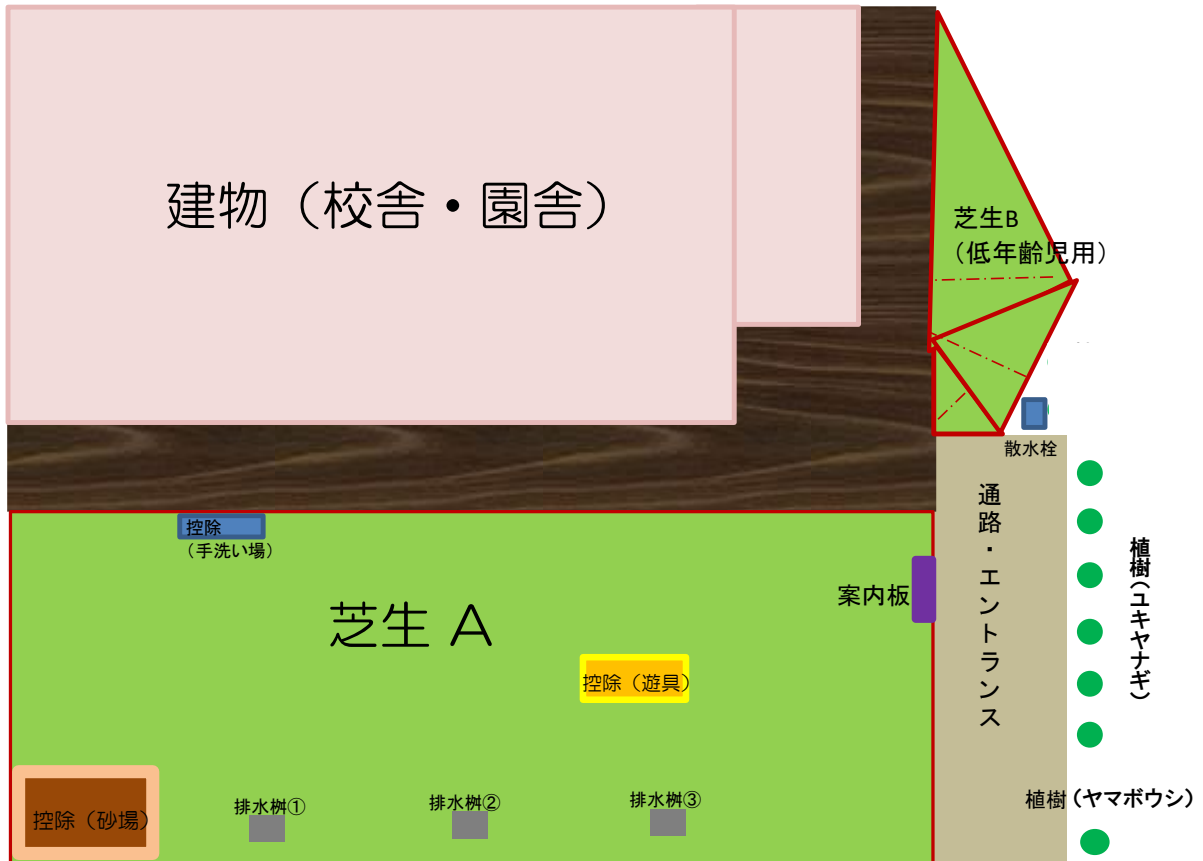 建物（校舎・園舎）
芝生B
（低年齢児用）
散水栓
通路・エントランス
植樹（ユキヤナギ）
控除
（手洗い場）
案内板
芝生 A
控除（遊具）
控除（砂場）
排水桝①
排水桝②
排水桝③
植樹（ヤマボウシ）